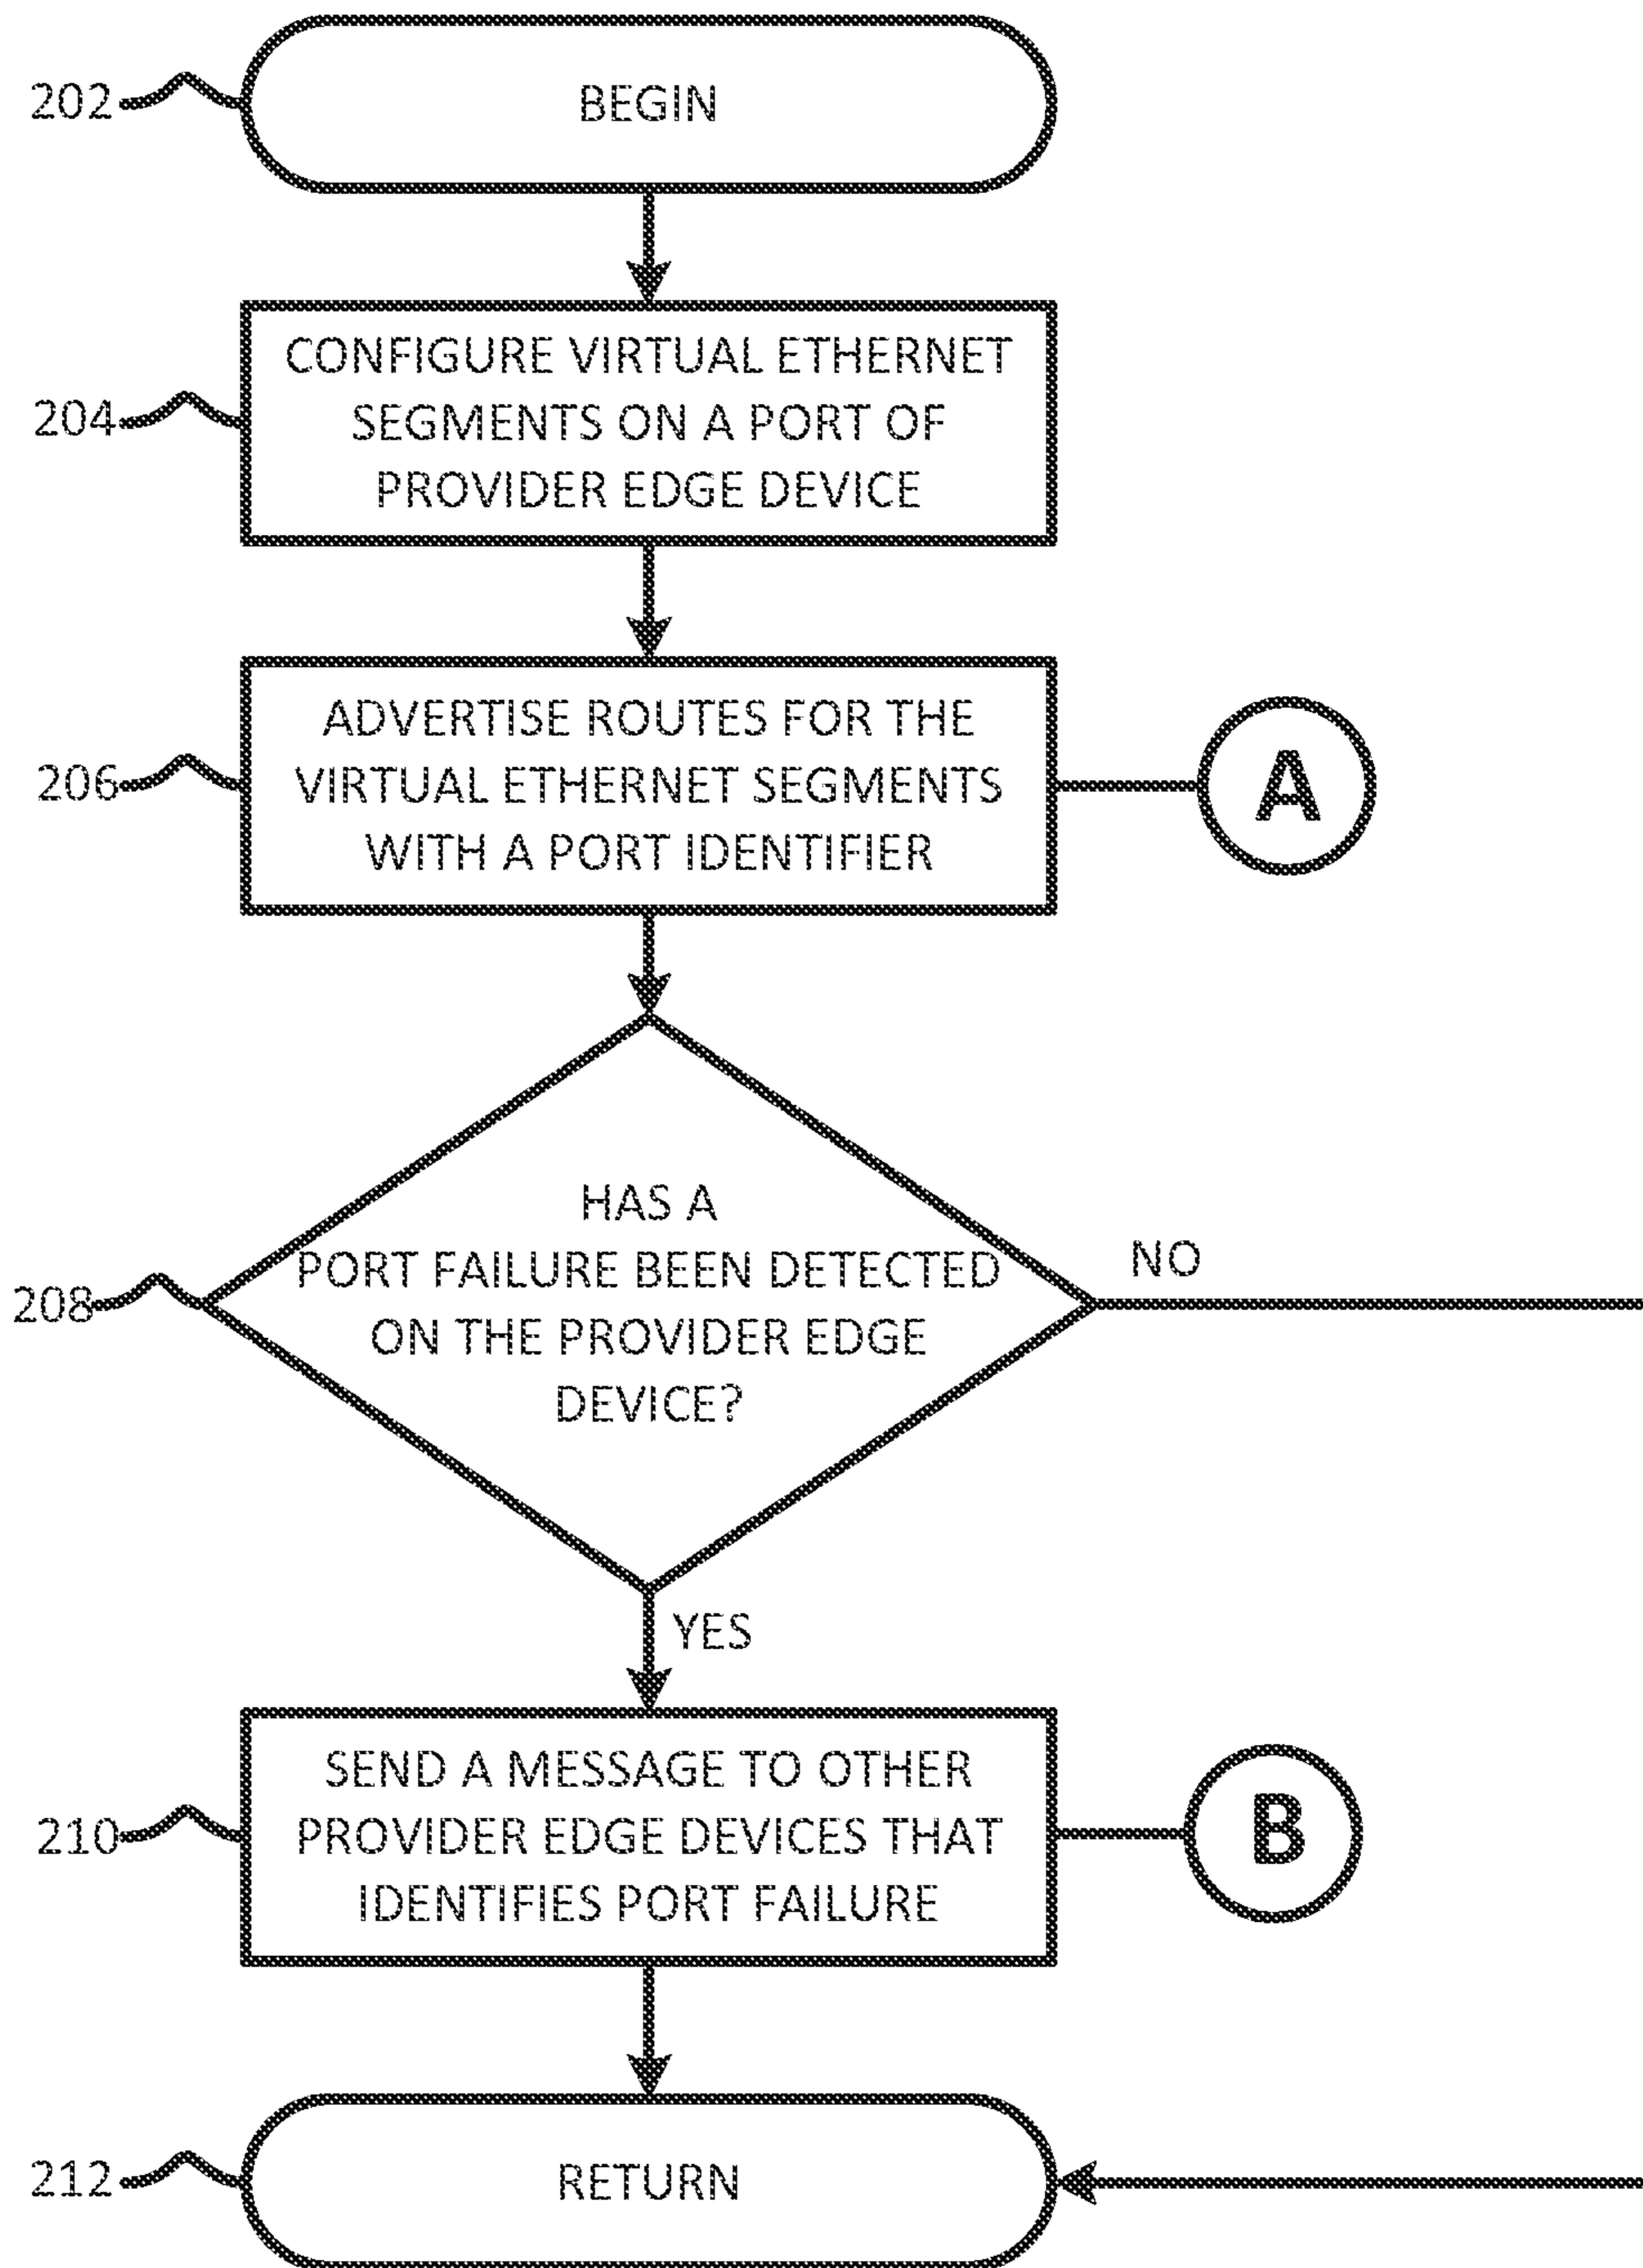 202
BEGIN
204
CONFIGURE VIRTUAL ETHERNET
SEGMENTS ON A PORT OF
PROVIDER EDGE DEVICE
206
ADVERTISE ROUTES FOR THE
VIRTUAL ETHERNET SEGMENTS
WITH A PORT IDENTIFIER
A
208
HAS A
PORT FAILURE BEEN DETECTED
ON THE PROVIDER EDGE
DEVICE?
NO
YES
210
SEND A MESSAGE TO OTHER
PROVIDER EDGE DEVICES THAT
IDENTIFIES PORT FAILURE
B
212
RETURN